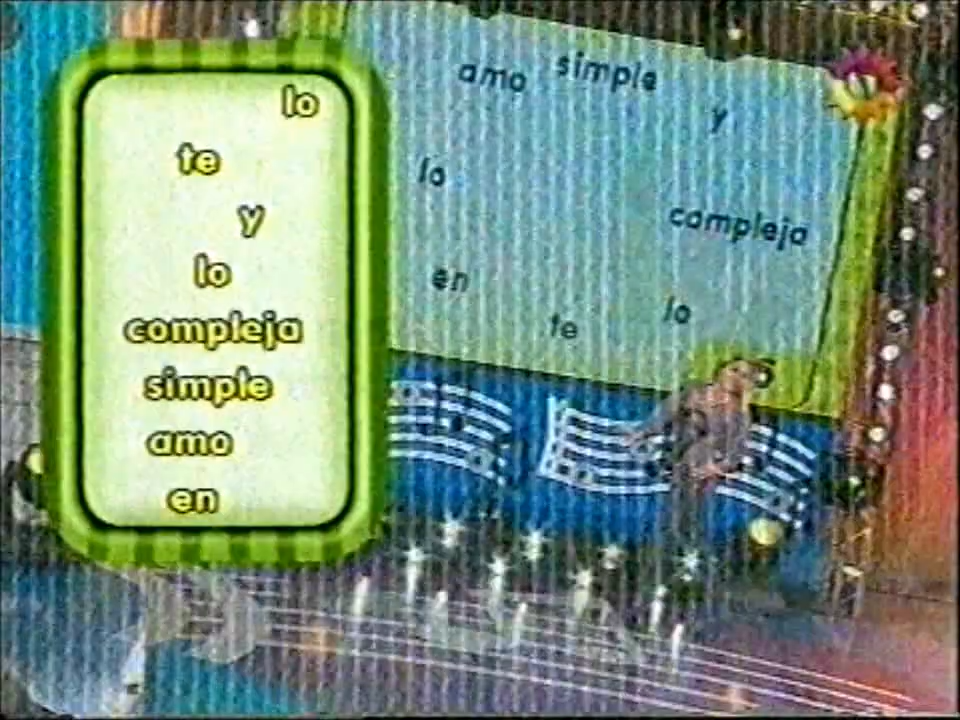 lo
te
y
lo
compleja
simple
amo
en
amo simple
y
lo
compleja
en
te lo